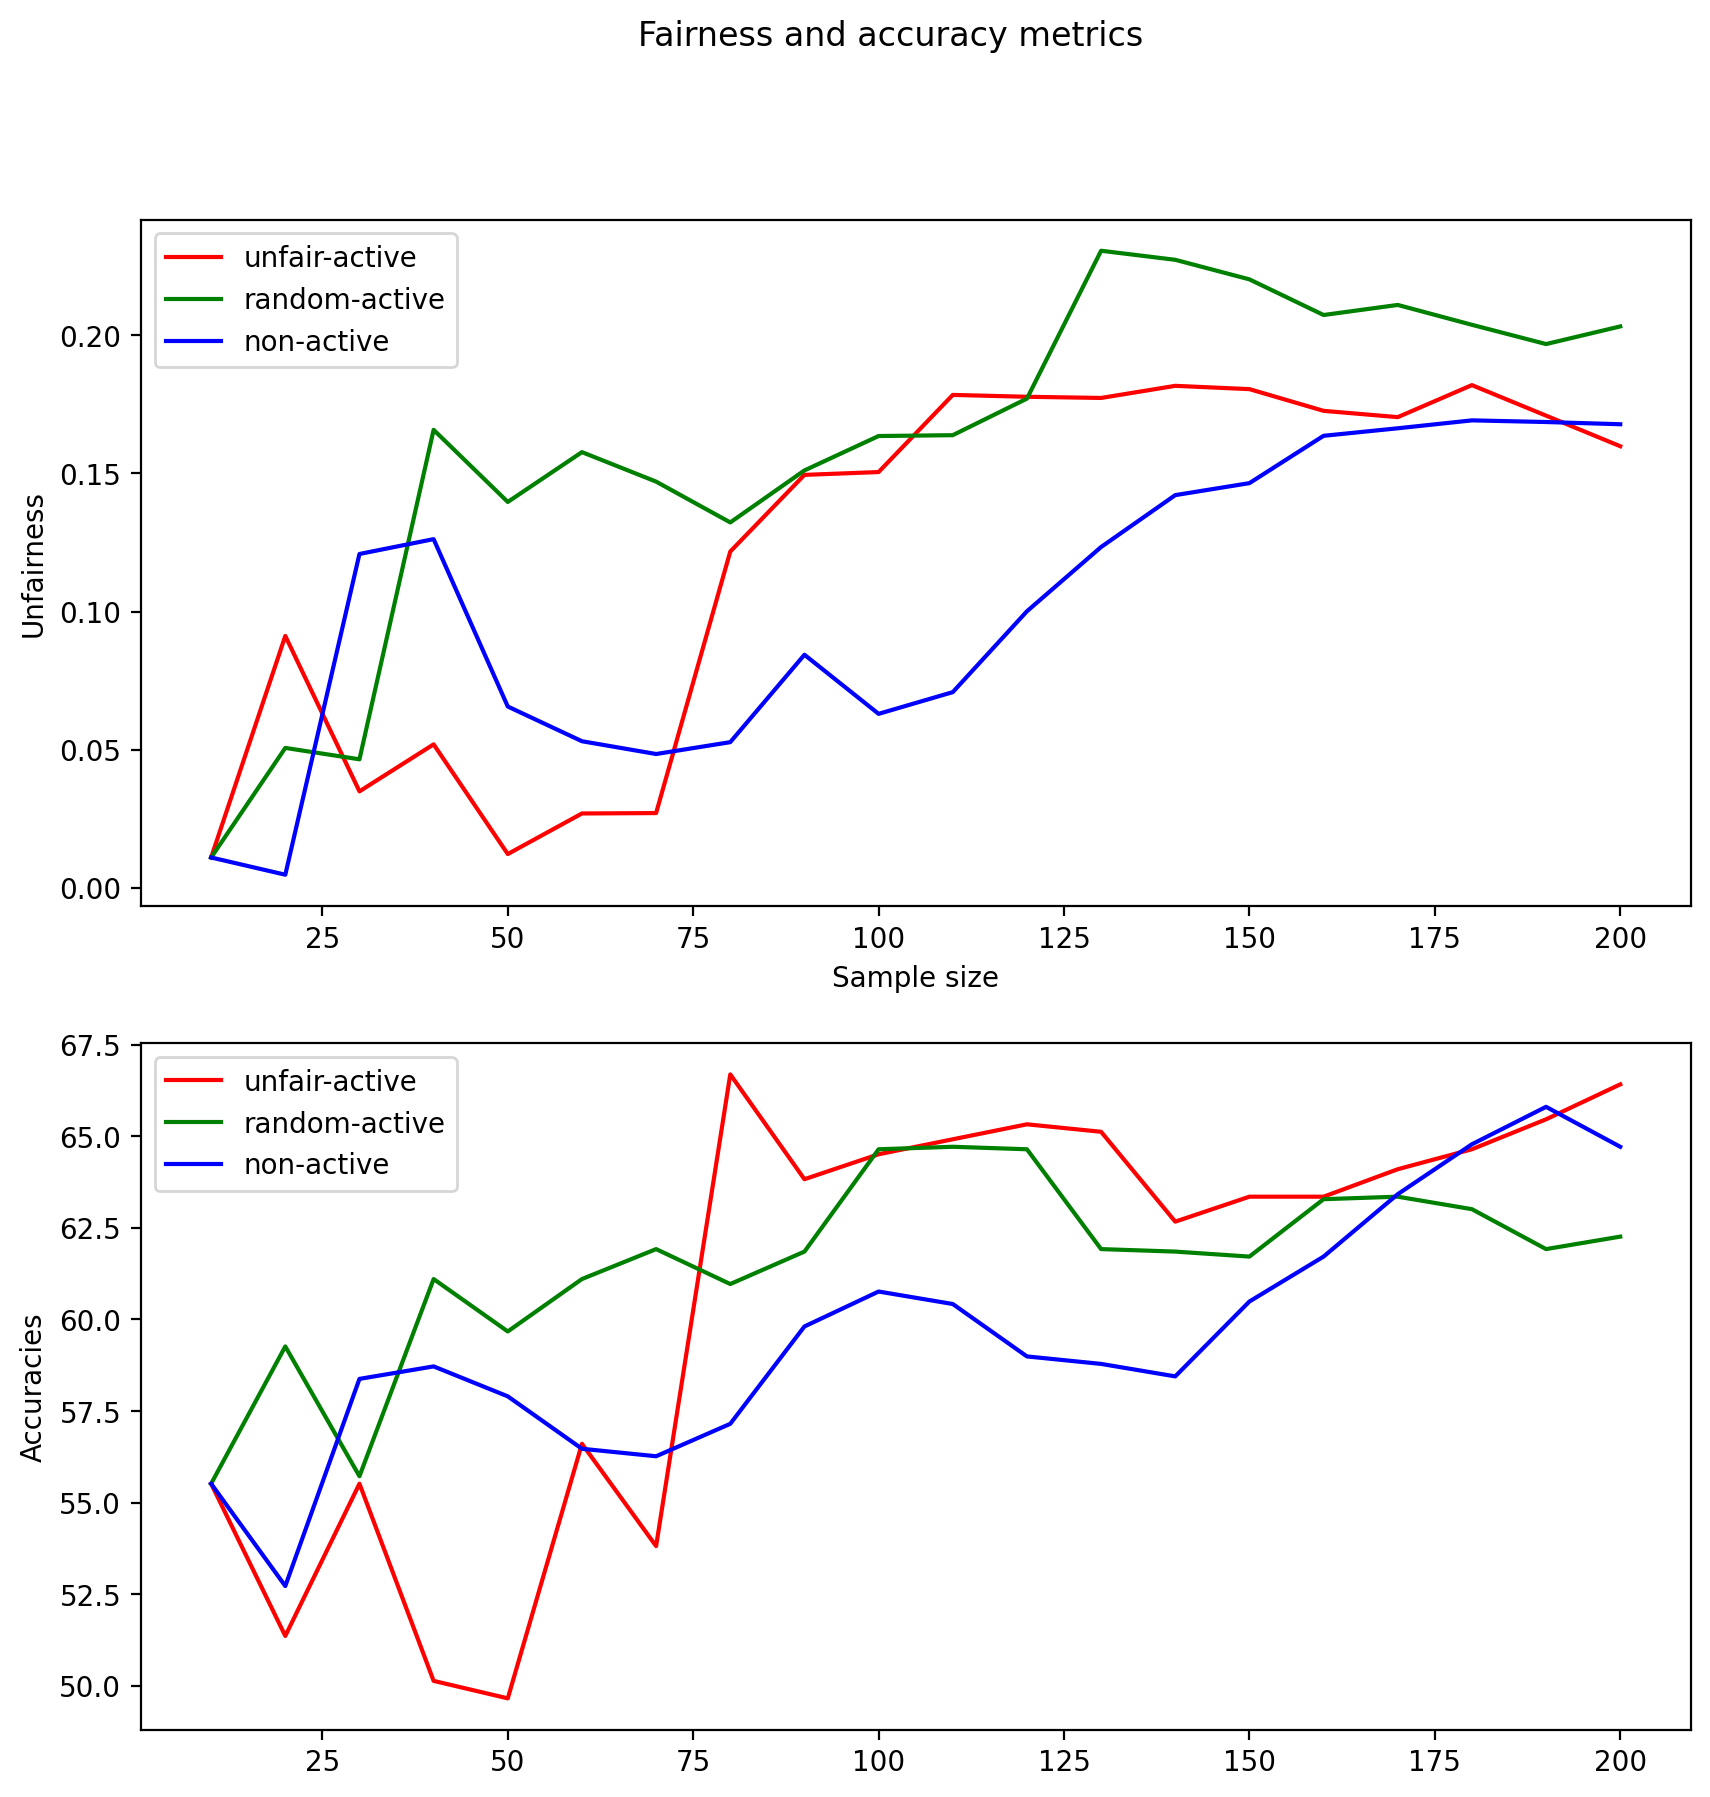 Fairness and accuracy metrics
unfair-active
random-active
non-active
0.20
0.15
0.10
0.05
0.00
Unfairness
25 50 75 100 125 150 175 200
Sample size
67.5
65.0
62.5
60.0
57.5
55.0
52.5
50.0
unfair-active
random-active
non-active
Accuracies
25 50 75 100 125 150 175 200